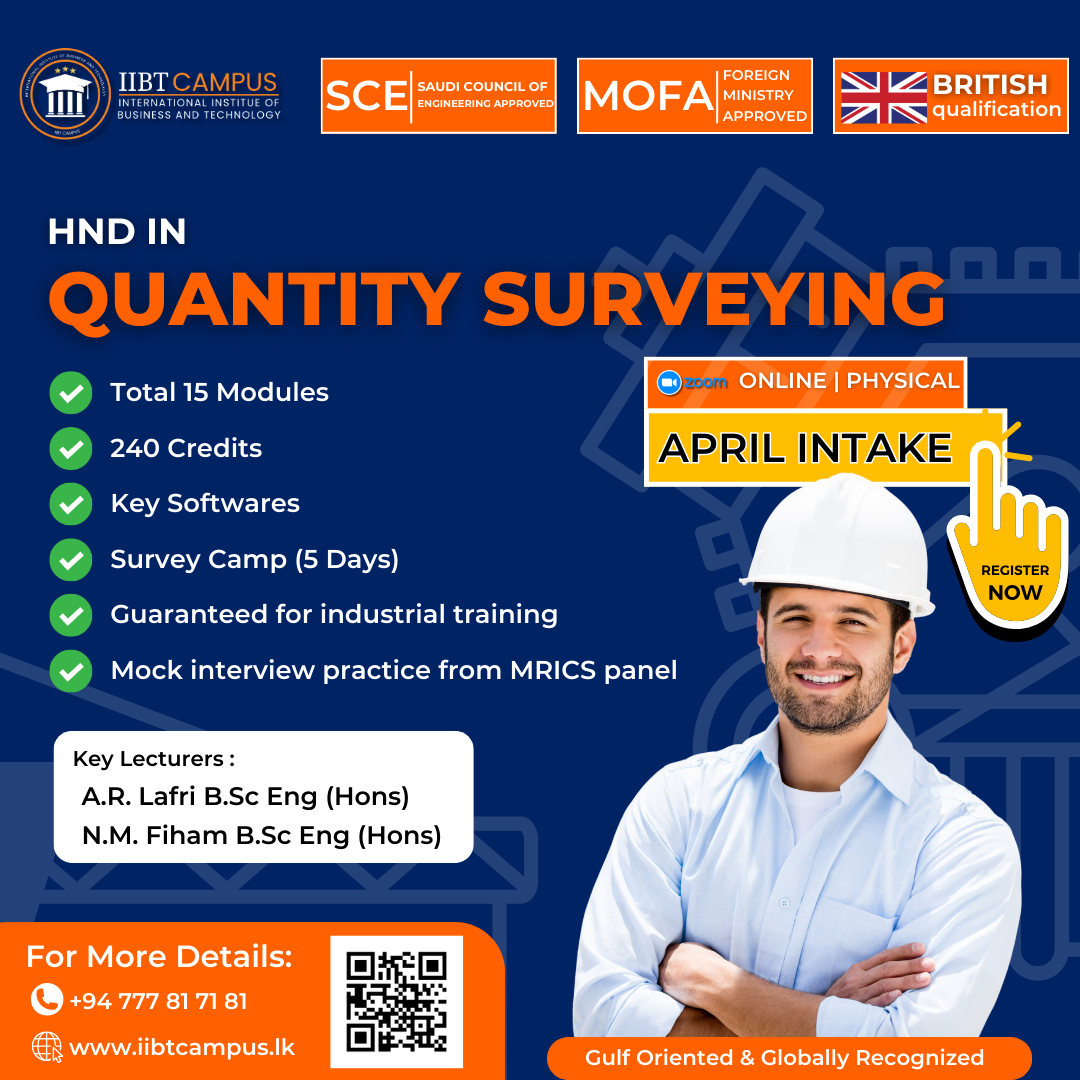 IIBT CAMPUS
INTERNATIONAL INSTITUE OF
BUSINESS AND TECHNOLOGY
SCE
SAUDI COUNCIL OF
ENGINEERING APPROVED
MOFA
FOREIGN
MINISTRY
APPROVED
BRITISH
qualification
HND IN
QUANTITY SURVEYING
Total 15 Modules
240 Credits
Key Softwares
Survey Camp (5 Days)
Guaranteed for industrial training
Mock interview practice from MRICS panel
zoom ONLINE | PHYSICAL
APRIL INTAKE
REGISTER
NOW
Key Lecturers :
A.R. Lafri B.Sc Eng (Hons)
N.M. Fiham B.Sc Eng (Hons)
For More Details:
+94 777 81 71 81
www.iibtcampus.lk
Gulf Oriented & Globally Recognized